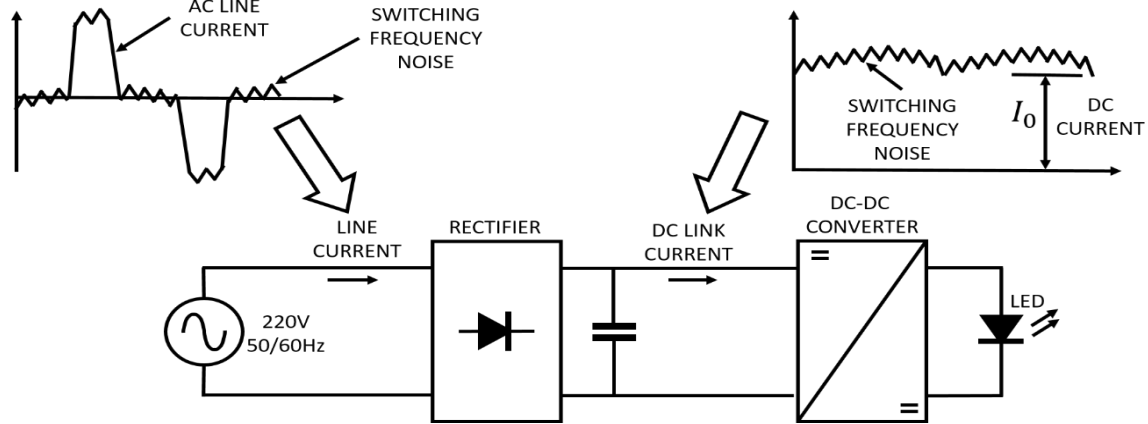 AC LINE
CURRENT
SWITCHING
FREQUENCY
NOISE
SWITCHING
FREQUENCY
NOISE
I₀
DC
CURRENT
LINE
CURRENT
RECTIFIER
DC LINK
CURRENT
DC-DC
CONVERTER
220V
50/60Hz
LED